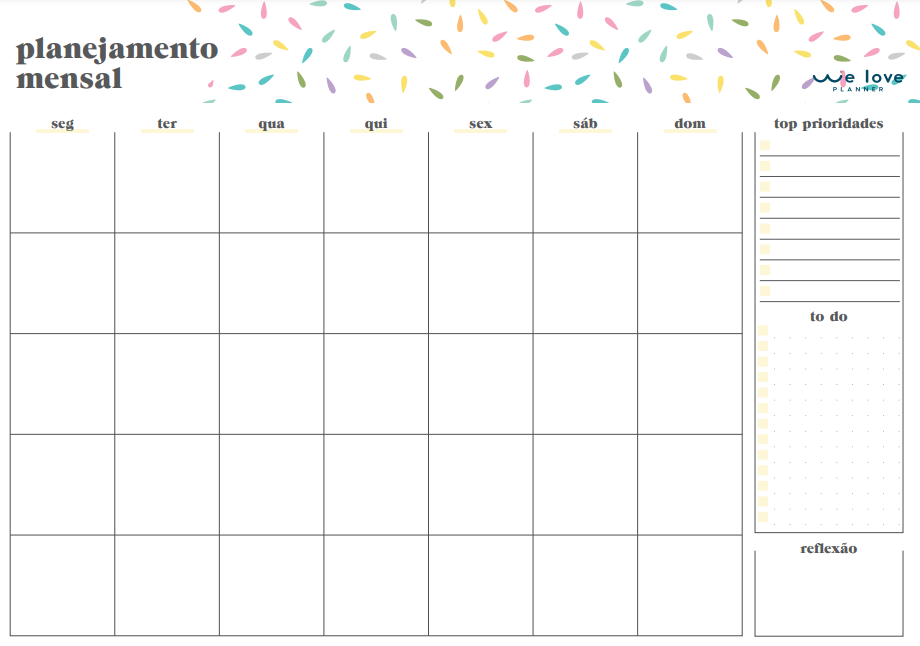 planejamento
mensal
we love
PLANNER
seg ter qua qui sex sáb dom
top prioridades
to do
reflexão